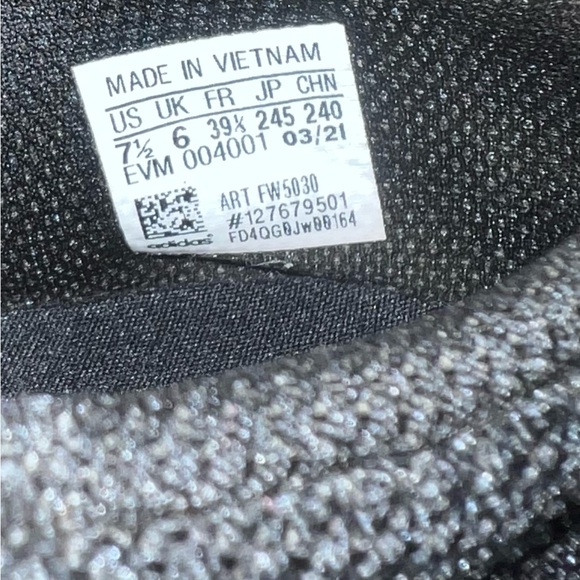 MADE IN VIETNAM
US UK FR JP CHN
7½ 6 39⅓ 245 240
EVM 004001 03/21
ART FW5030
#127679501
adidas